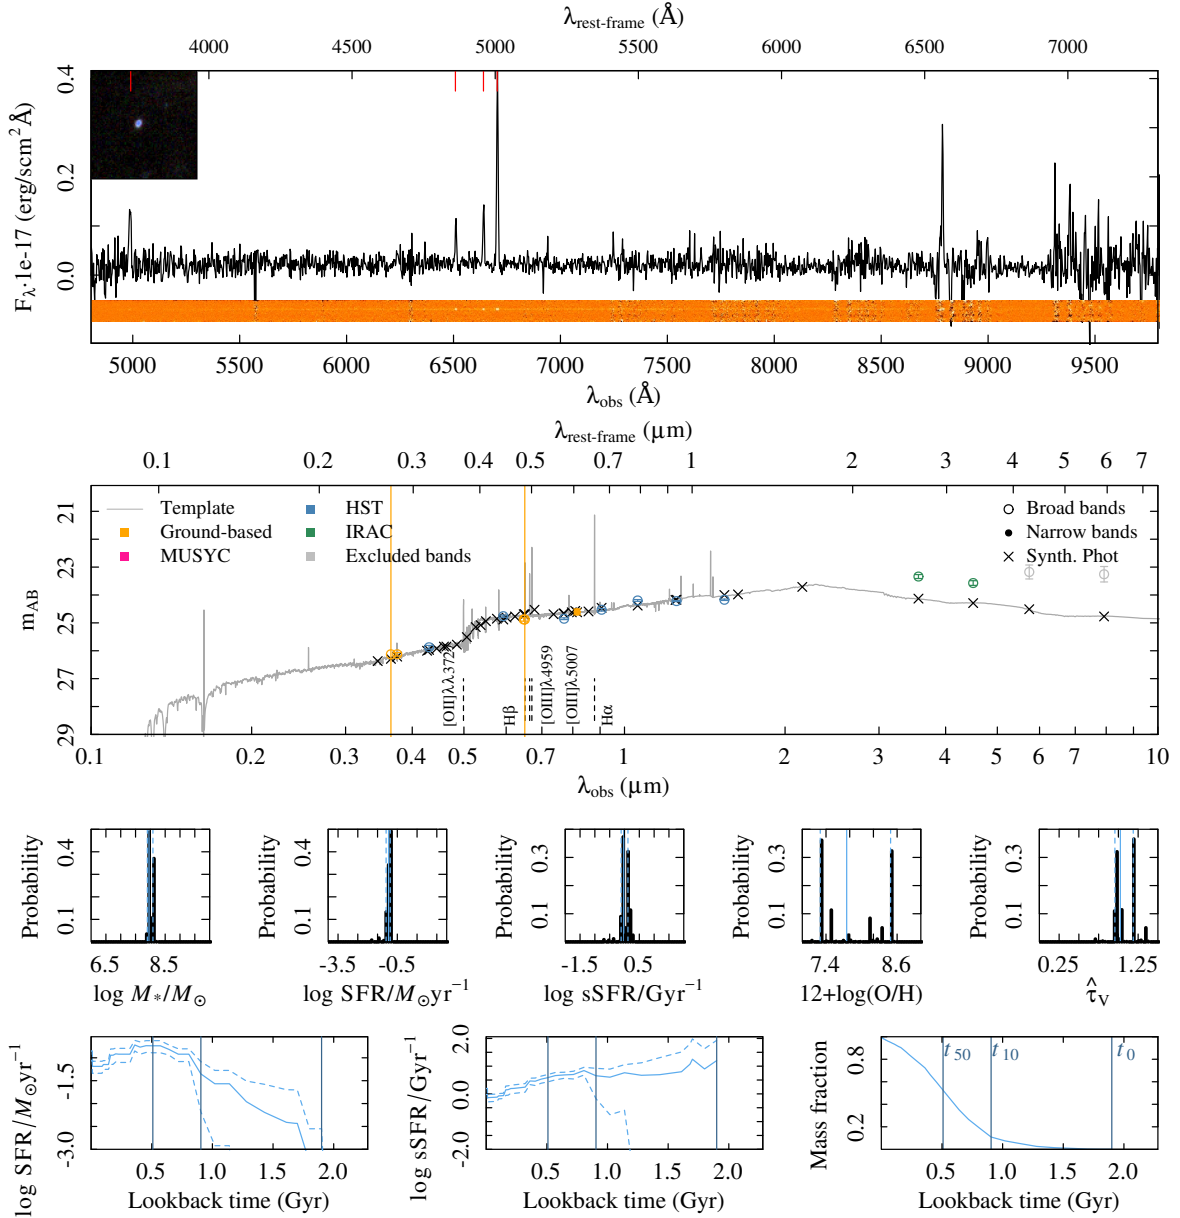 λrest-frame (Å)
4000 4500 5000 5500 6000 6500 7000
Fλ·1e-17 (erg/scm²Å)
0.0 0.2 0.4
5000 5500 6000 6500 7000 7500 8000 8500 9000 9500
λobs (Å)
λrest-frame (μm)
0.1 0.2 0.3 0.4 0.5 0.7 1 2 3 4 5 6 7
mAB
21 23 25 27 29
Template
Ground-based
MUSYC
HST
IRAC
Excluded bands
Broad bands
Narrow bands
Synth. Phot
[OII]λλ372
Hβ
[OIII]λ4959
[OIII]λ5007
Hα
0.1 0.2 0.3 0.4 0.5 0.7 1 2 3 4 5 6 7 10
λobs (μm)
Probability
0.1 0.4
6.5 8.5
log M*/M⊙
Probability
0.1 0.4
-3.5 -0.5
log SFR/M⊙yr⁻¹
Probability
0.1 0.3
-1.5 0.5
log sSFR/Gyr⁻¹
Probability
0.1 0.3
7.4 8.6
12+log(O/H)
Probability
0.1 0.3
0.25 1.25
τ̂V
log SFR/M⊙yr⁻¹
-3.0 -1.5
0.5 1.0 1.5 2.0
Lookback time (Gyr)
log sSFR/Gyr⁻¹
-2.0 0.0 2.0
0.5 1.0 1.5 2.0
Lookback time (Gyr)
Mass fraction
0.2 0.8
t50 t10 t0
0.5 1.0 1.5 2.0
Lookback time (Gyr)